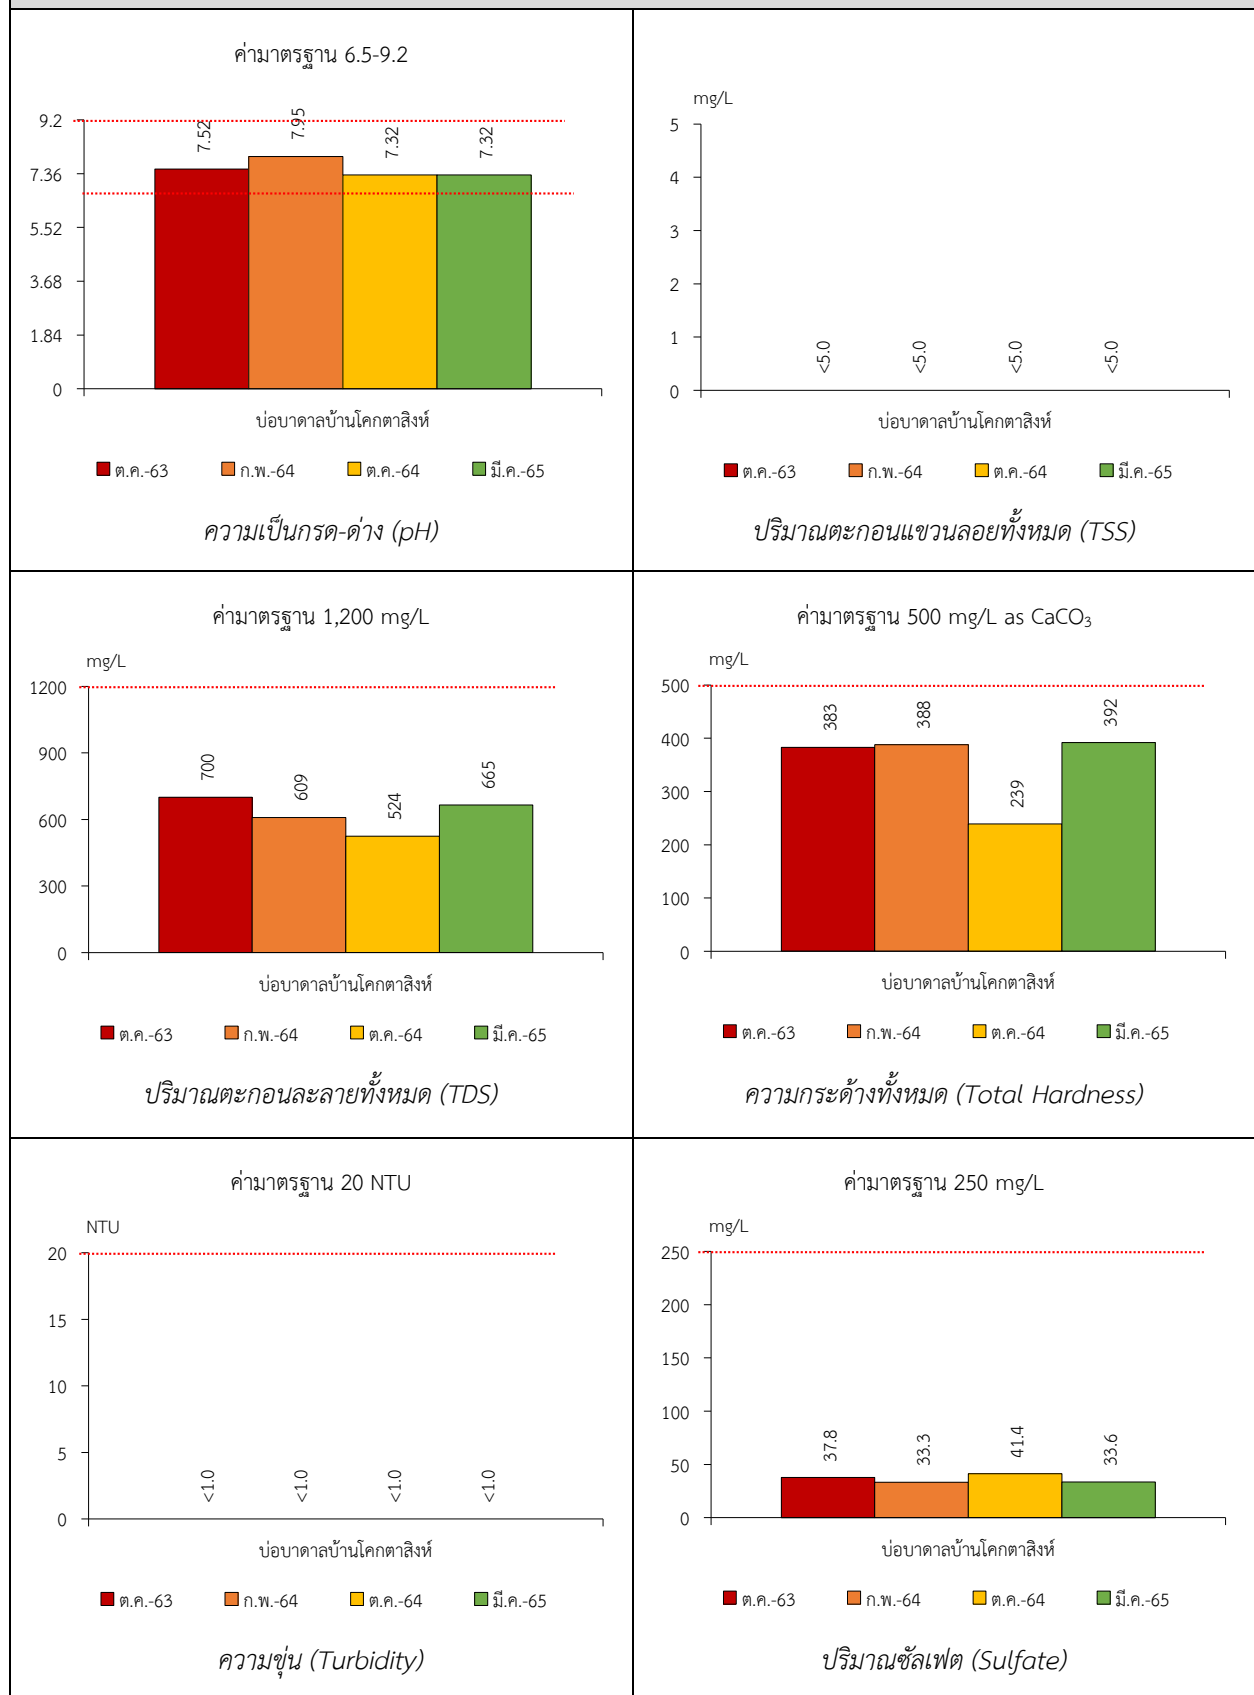 ค่ามาตรฐาน 6.5-9.2
9.2
7.36
5.52
3.68
1.84
0
7.52
7.95
7.32
7.32
บ่อบาดาลบ้านโคกตาสิงห์
ต.ค.-63 ก.พ.-64 ต.ค.-64 มี.ค.-65
ความเป็นกรด-ด่าง (pH)
mg/L
5
4
3
2
1
0
<5.0
<5.0
<5.0
<5.0
บ่อบาดาลบ้านโคกตาสิงห์
ต.ค.-63 ก.พ.-64 ต.ค.-64 มี.ค.-65
ปริมาณตะกอนแขวนลอยทั้งหมด (TSS)
ค่ามาตรฐาน 1,200 mg/L
mg/L
1200
900
600
300
0
700
609
524
665
บ่อบาดาลบ้านโคกตาสิงห์
ต.ค.-63 ก.พ.-64 ต.ค.-64 มี.ค.-65
ปริมาณตะกอนละลายทั้งหมด (TDS)
ค่ามาตรฐาน 500 mg/L as CaCO₃
mg/L
500
400
300
200
100
0
383
388
239
392
บ่อบาดาลบ้านโคกตาสิงห์
ต.ค.-63 ก.พ.-64 ต.ค.-64 มี.ค.-65
ความกระด้างทั้งหมด (Total Hardness)
ค่ามาตรฐาน 20 NTU
NTU
20
15
10
5
0
<1.0
<1.0
<1.0
<1.0
บ่อบาดาลบ้านโคกตาสิงห์
ต.ค.-63 ก.พ.-64 ต.ค.-64 มี.ค.-65
ความขุ่น (Turbidity)
ค่ามาตรฐาน 250 mg/L
mg/L
250
200
150
100
50
0
37.8
33.3
41.4
33.6
บ่อบาดาลบ้านโคกตาสิงห์
ต.ค.-63 ก.พ.-64 ต.ค.-64 มี.ค.-65
ปริมาณซัลเฟต (Sulfate)